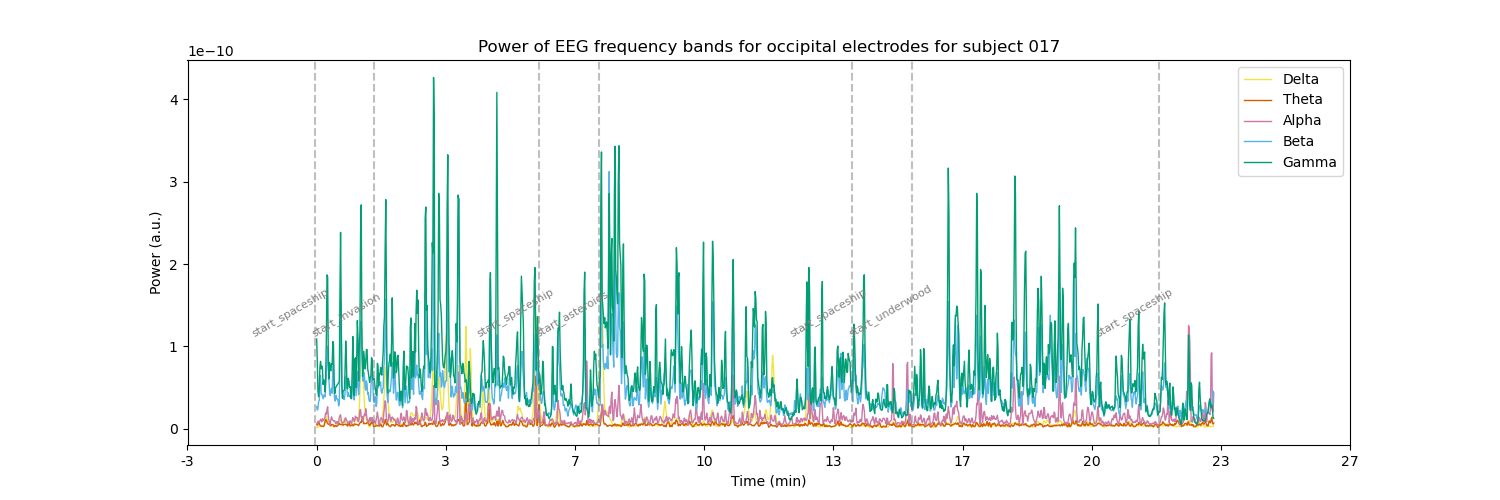 Power of EEG frequency bands for occipital electrodes for subject 017
1e−10
Delta
Theta
Alpha
Beta
Gamma
4
3
2
1
0
Power (a.u.)
start_spaceship
start_invasion
start_spaceship
start_asteroids
start_spaceship
start_underwood
start_spaceship
-3 0 3 7 10 13 17 20 23 27
Time (min)